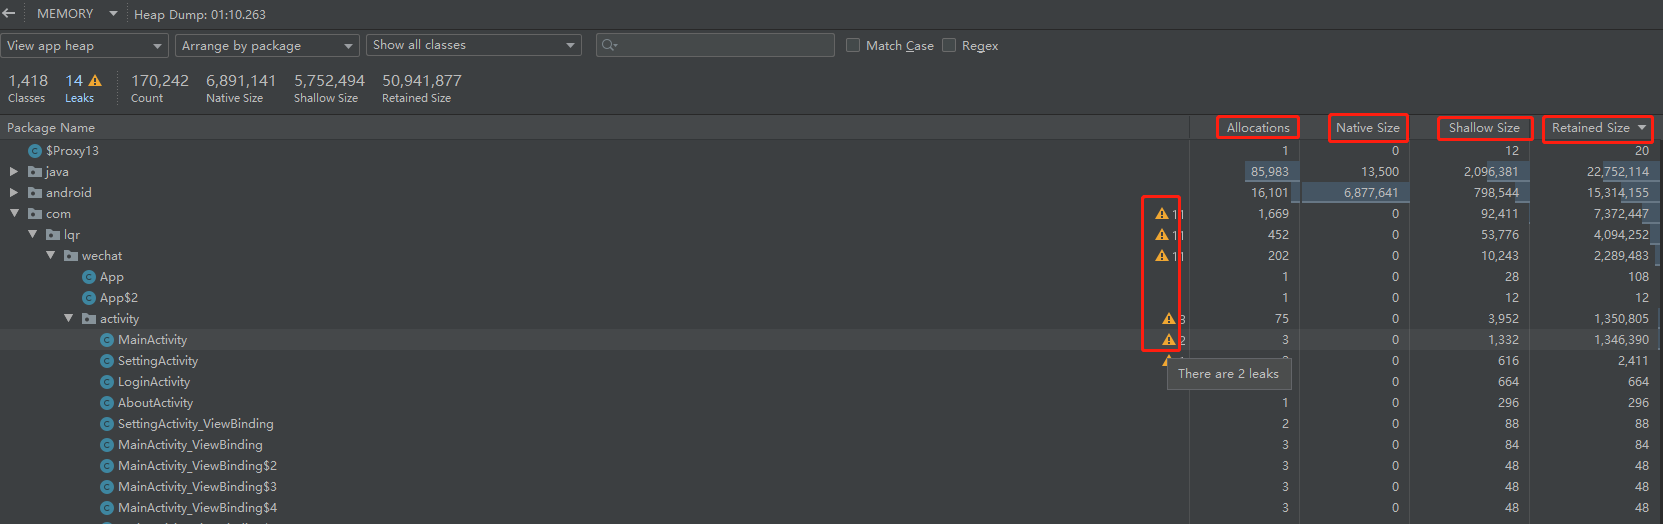 MEMORY Heap Dump: 01:10.263
View app heap Arrange by package Show all classes Match Case Regex
1,418 14 170,242 6,891,141 5,752,494 50,941,877
Classes Leaks Count Native Size Shallow Size Retained Size
Package Name Allocations Native Size Shallow Size Retained Size
C $Proxy13 1 0 12 20
java 85,983 13,500 2,096,381 22,752,114
android 16,101 6,877,641 798,544 15,314,155
com 11 1,669 0 92,411 7,372,447
lqr 11 452 0 53,776 4,094,252
wechat 11 202 0 10,243 2,289,483
C App 1 0 28 108
C App$2 1 0 12 12
activity 3 75 0 3,952 1,350,805
C MainActivity 2 3 0 1,332 1,346,390
C SettingActivity 0 616 2,411
There are 2 leaks
C LoginActivity 0 664 664
C AboutActivity 1 0 296 296
C SettingActivity_ViewBinding 2 0 88 88
C MainActivity_ViewBinding 3 0 84 84
C MainActivity_ViewBinding$2 3 0 48 48
C MainActivity_ViewBinding$3 3 0 48 48
C MainActivity_ViewBinding$4 3 0 48 48